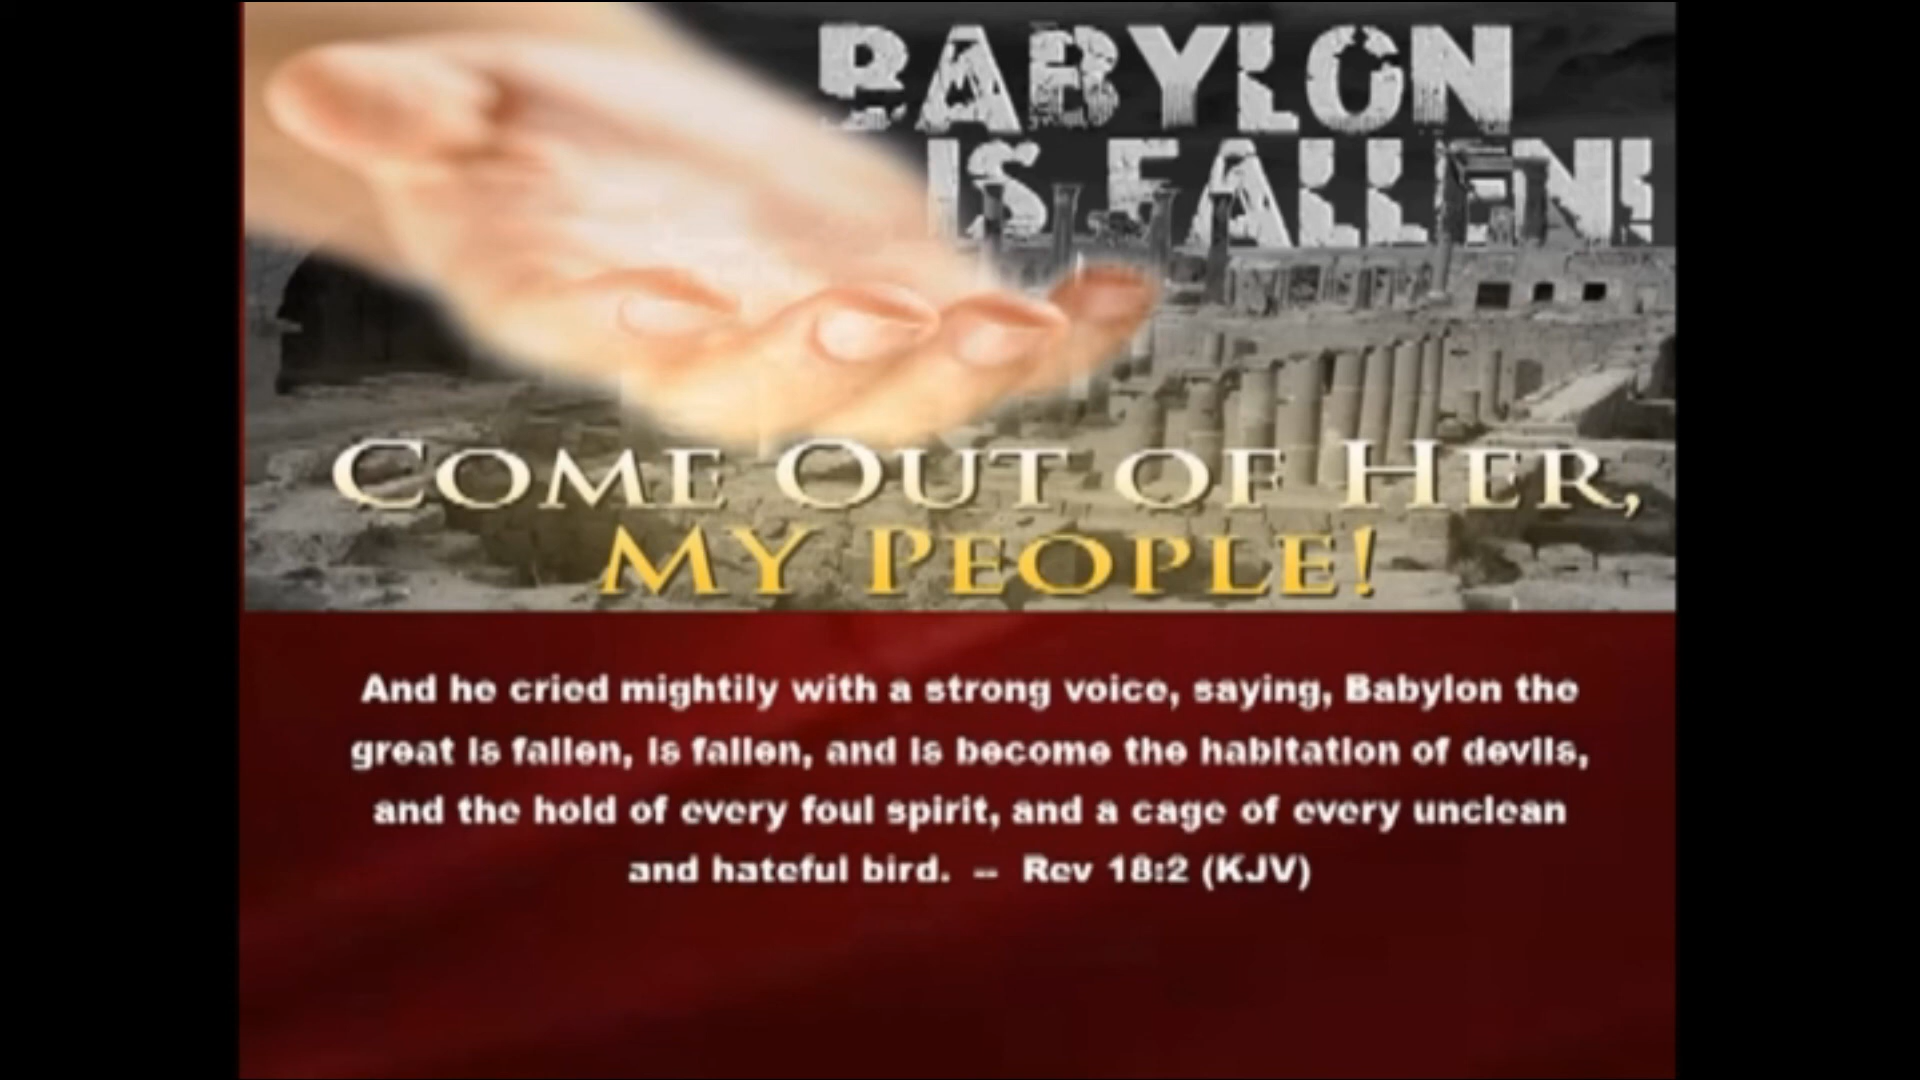 BABYLON
IS FALLEN!
COME OUT OF HER,
MY PEOPLE!
And he cried mightily with a strong voice, saying, Babylon the
great is fallen, is fallen, and is become the habitation of devils,
and the hold of every foul spirit, and a cage of every unclean
and hateful bird. -- Rev 18:2 (KJV)